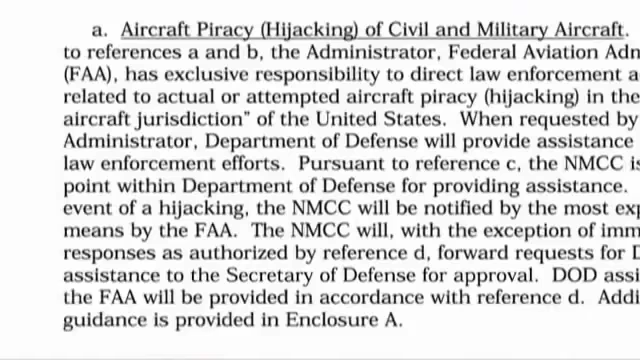 a. Aircraft Piracy (Hijacking) of Civil and Military Aircraft.
to references a and b, the Administrator, Federal Aviation Adm
(FAA), has exclusive responsibility to direct law enforcement a
related to actual or attempted aircraft piracy (hijacking) in the
aircraft jurisdiction" of the United States. When requested by
Administrator, Department of Defense will provide assistance
law enforcement efforts. Pursuant to reference c, the NMCC is
point within Department of Defense for providing assistance.
event of a hijacking, the NMCC will be notified by the most exp
means by the FAA. The NMCC will, with the exception of imm
responses as authorized by reference d, forward requests for D
assistance to the Secretary of Defense for approval. DOD assi
the FAA will be provided in accordance with reference d. Addi
guidance is provided in Enclosure A.